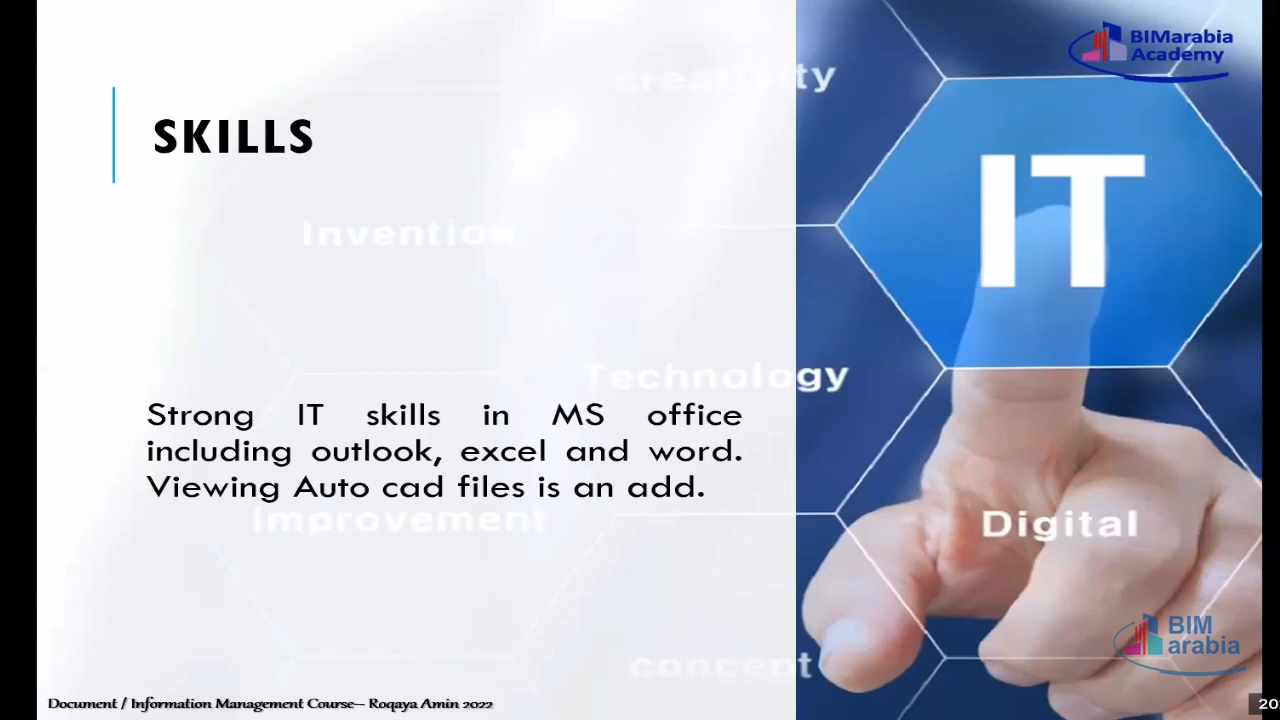 BIMarabia
Academy
creativity
SKILLS
IT
Invention
Technology
Strong IT skills in MS office
including outlook, excel and word.
Viewing Auto cad files is an add.
Improvement
Digital
BIM
arabia
concept
Document / Information Management Course-- Roqaya Amin 2022
20